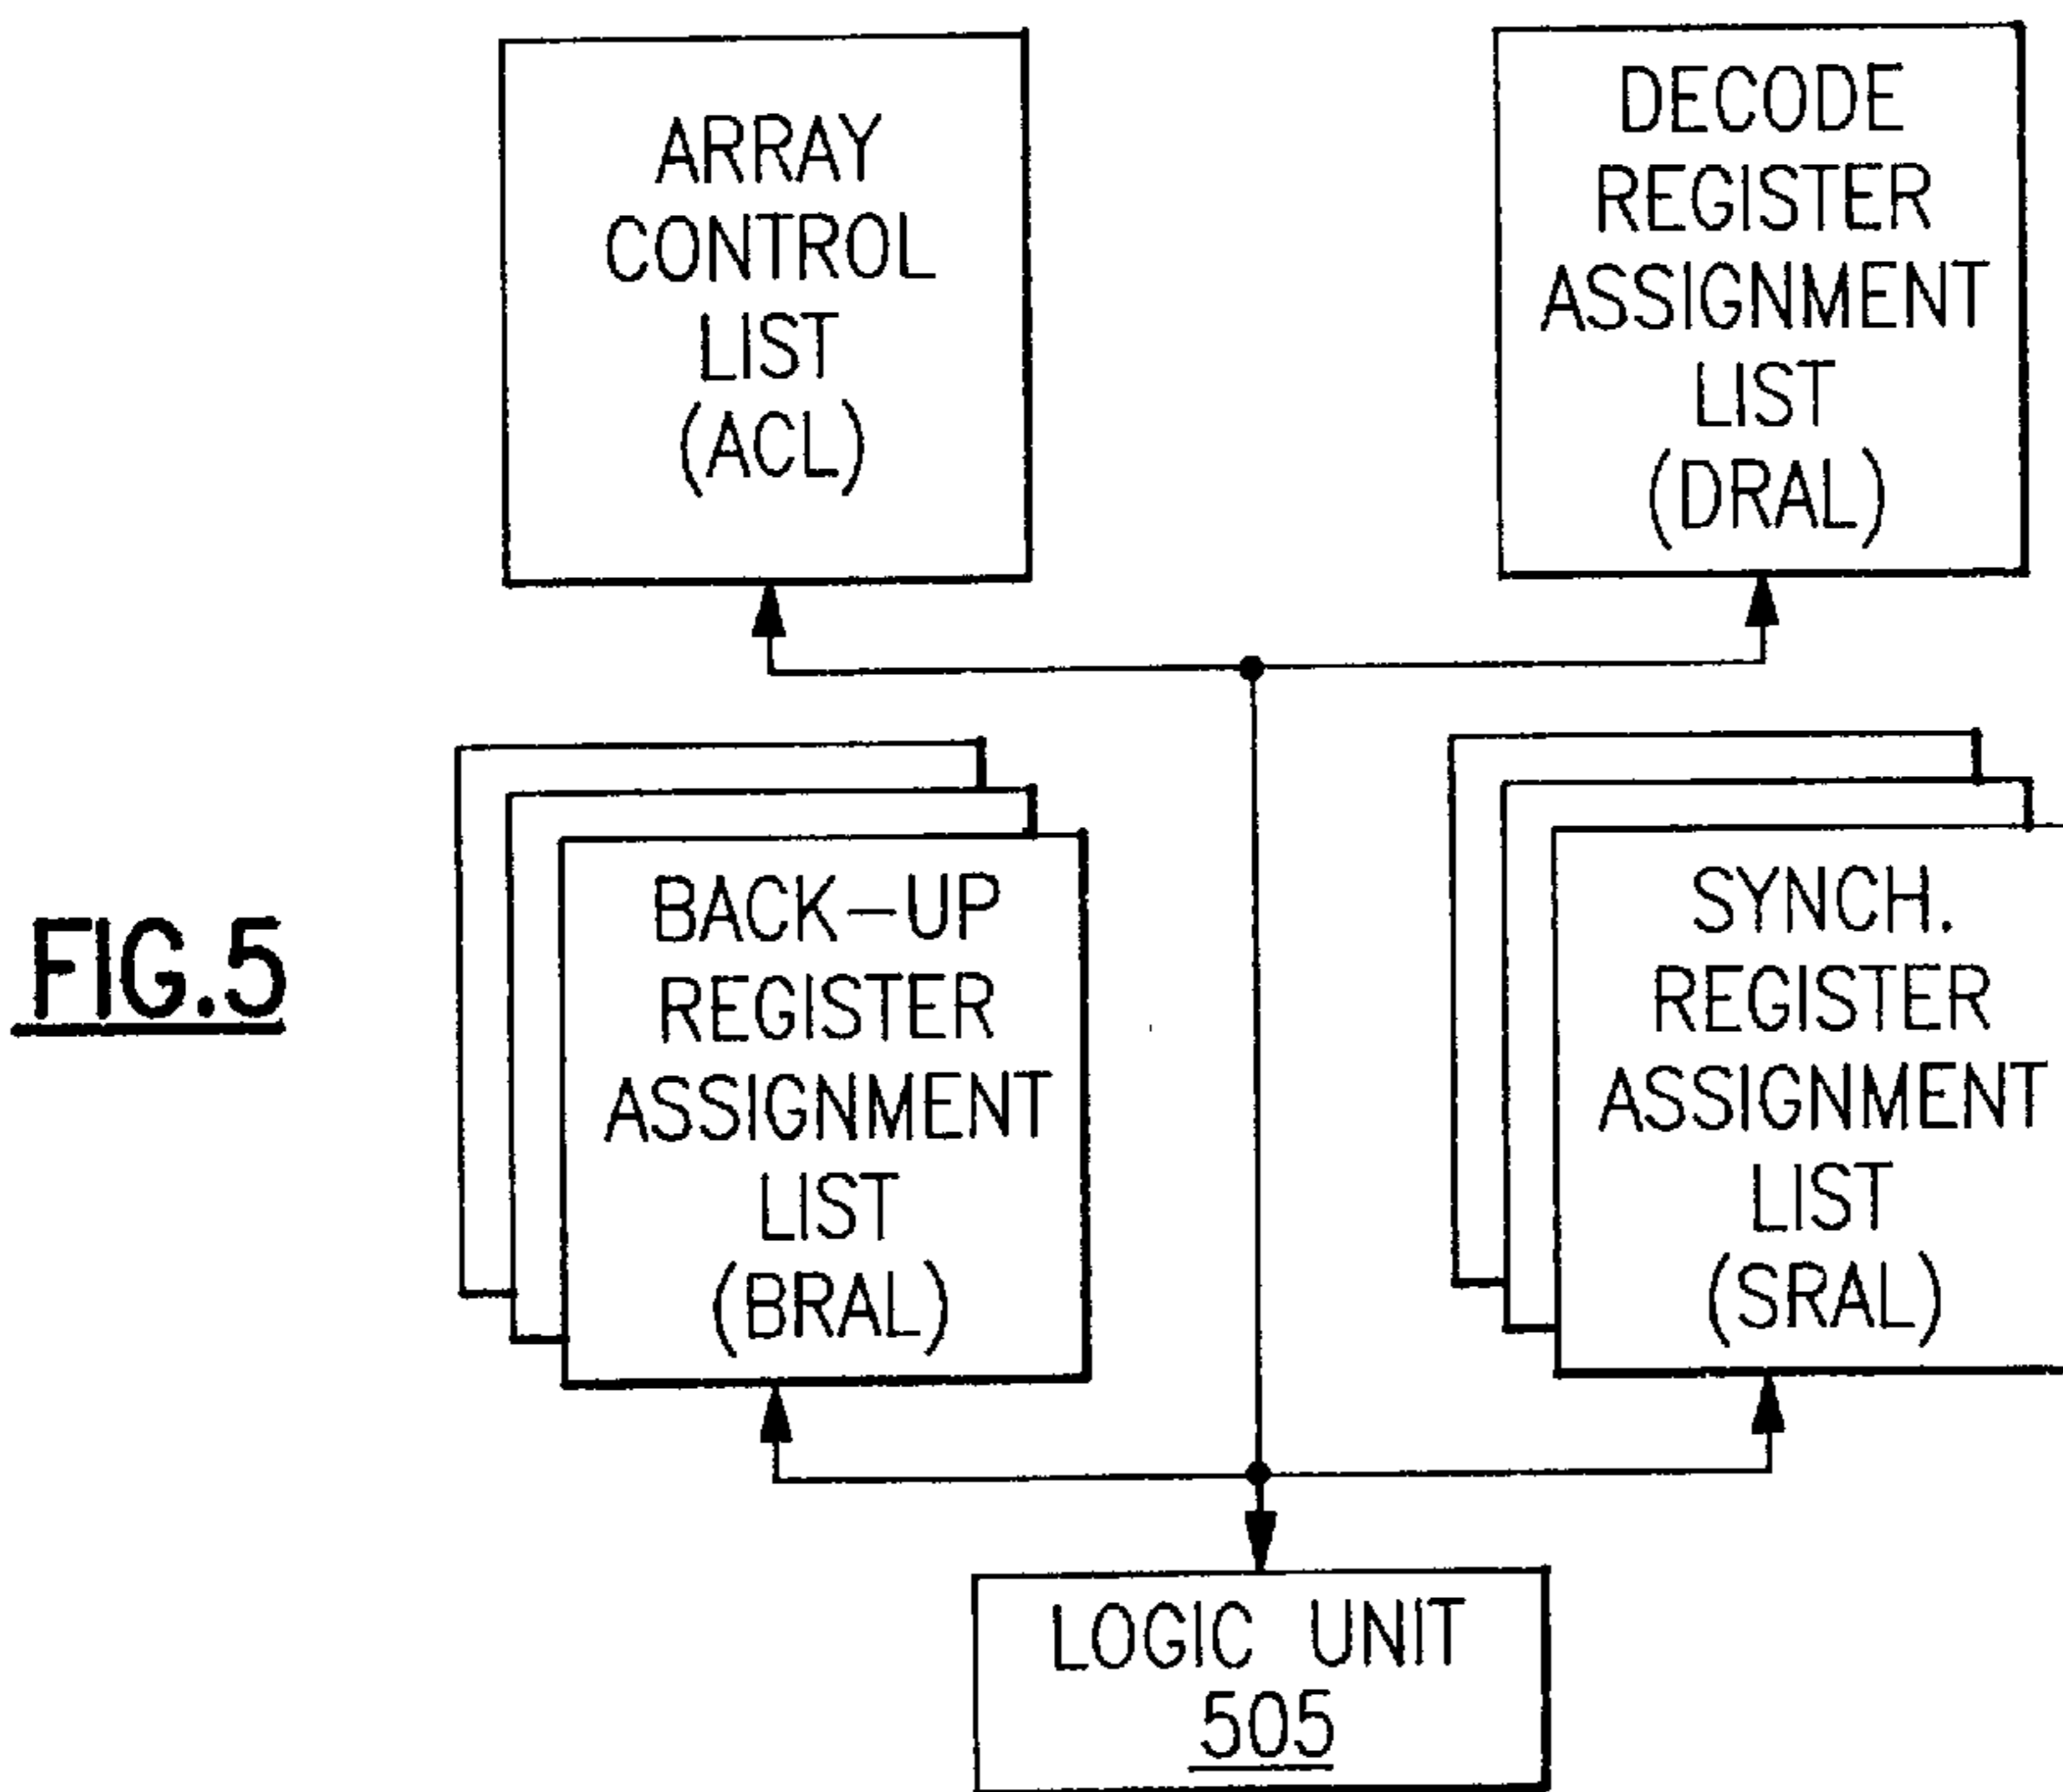 ARRAY
CONTROL
LIST
(ACL)
DECODE
REGISTER
ASSIGNMENT
LIST
(DRAL)
FIG.5
BACK-UP
REGISTER
ASSIGNMENT
LIST
(BRAL)
SYNCH.
REGISTER
ASSIGNMENT
LIST
(SRAL)
LOGIC UNIT
505